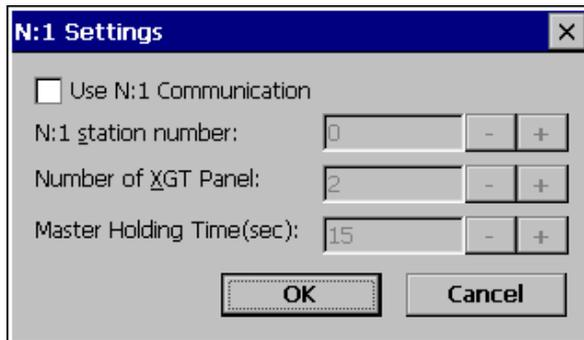 N:1 Settings
Use N:1 Communication
N:1 station number: 0 - +
Number of XGT Panel: 2 - +
Master Holding Time(sec): 15 - +
OK Cancel